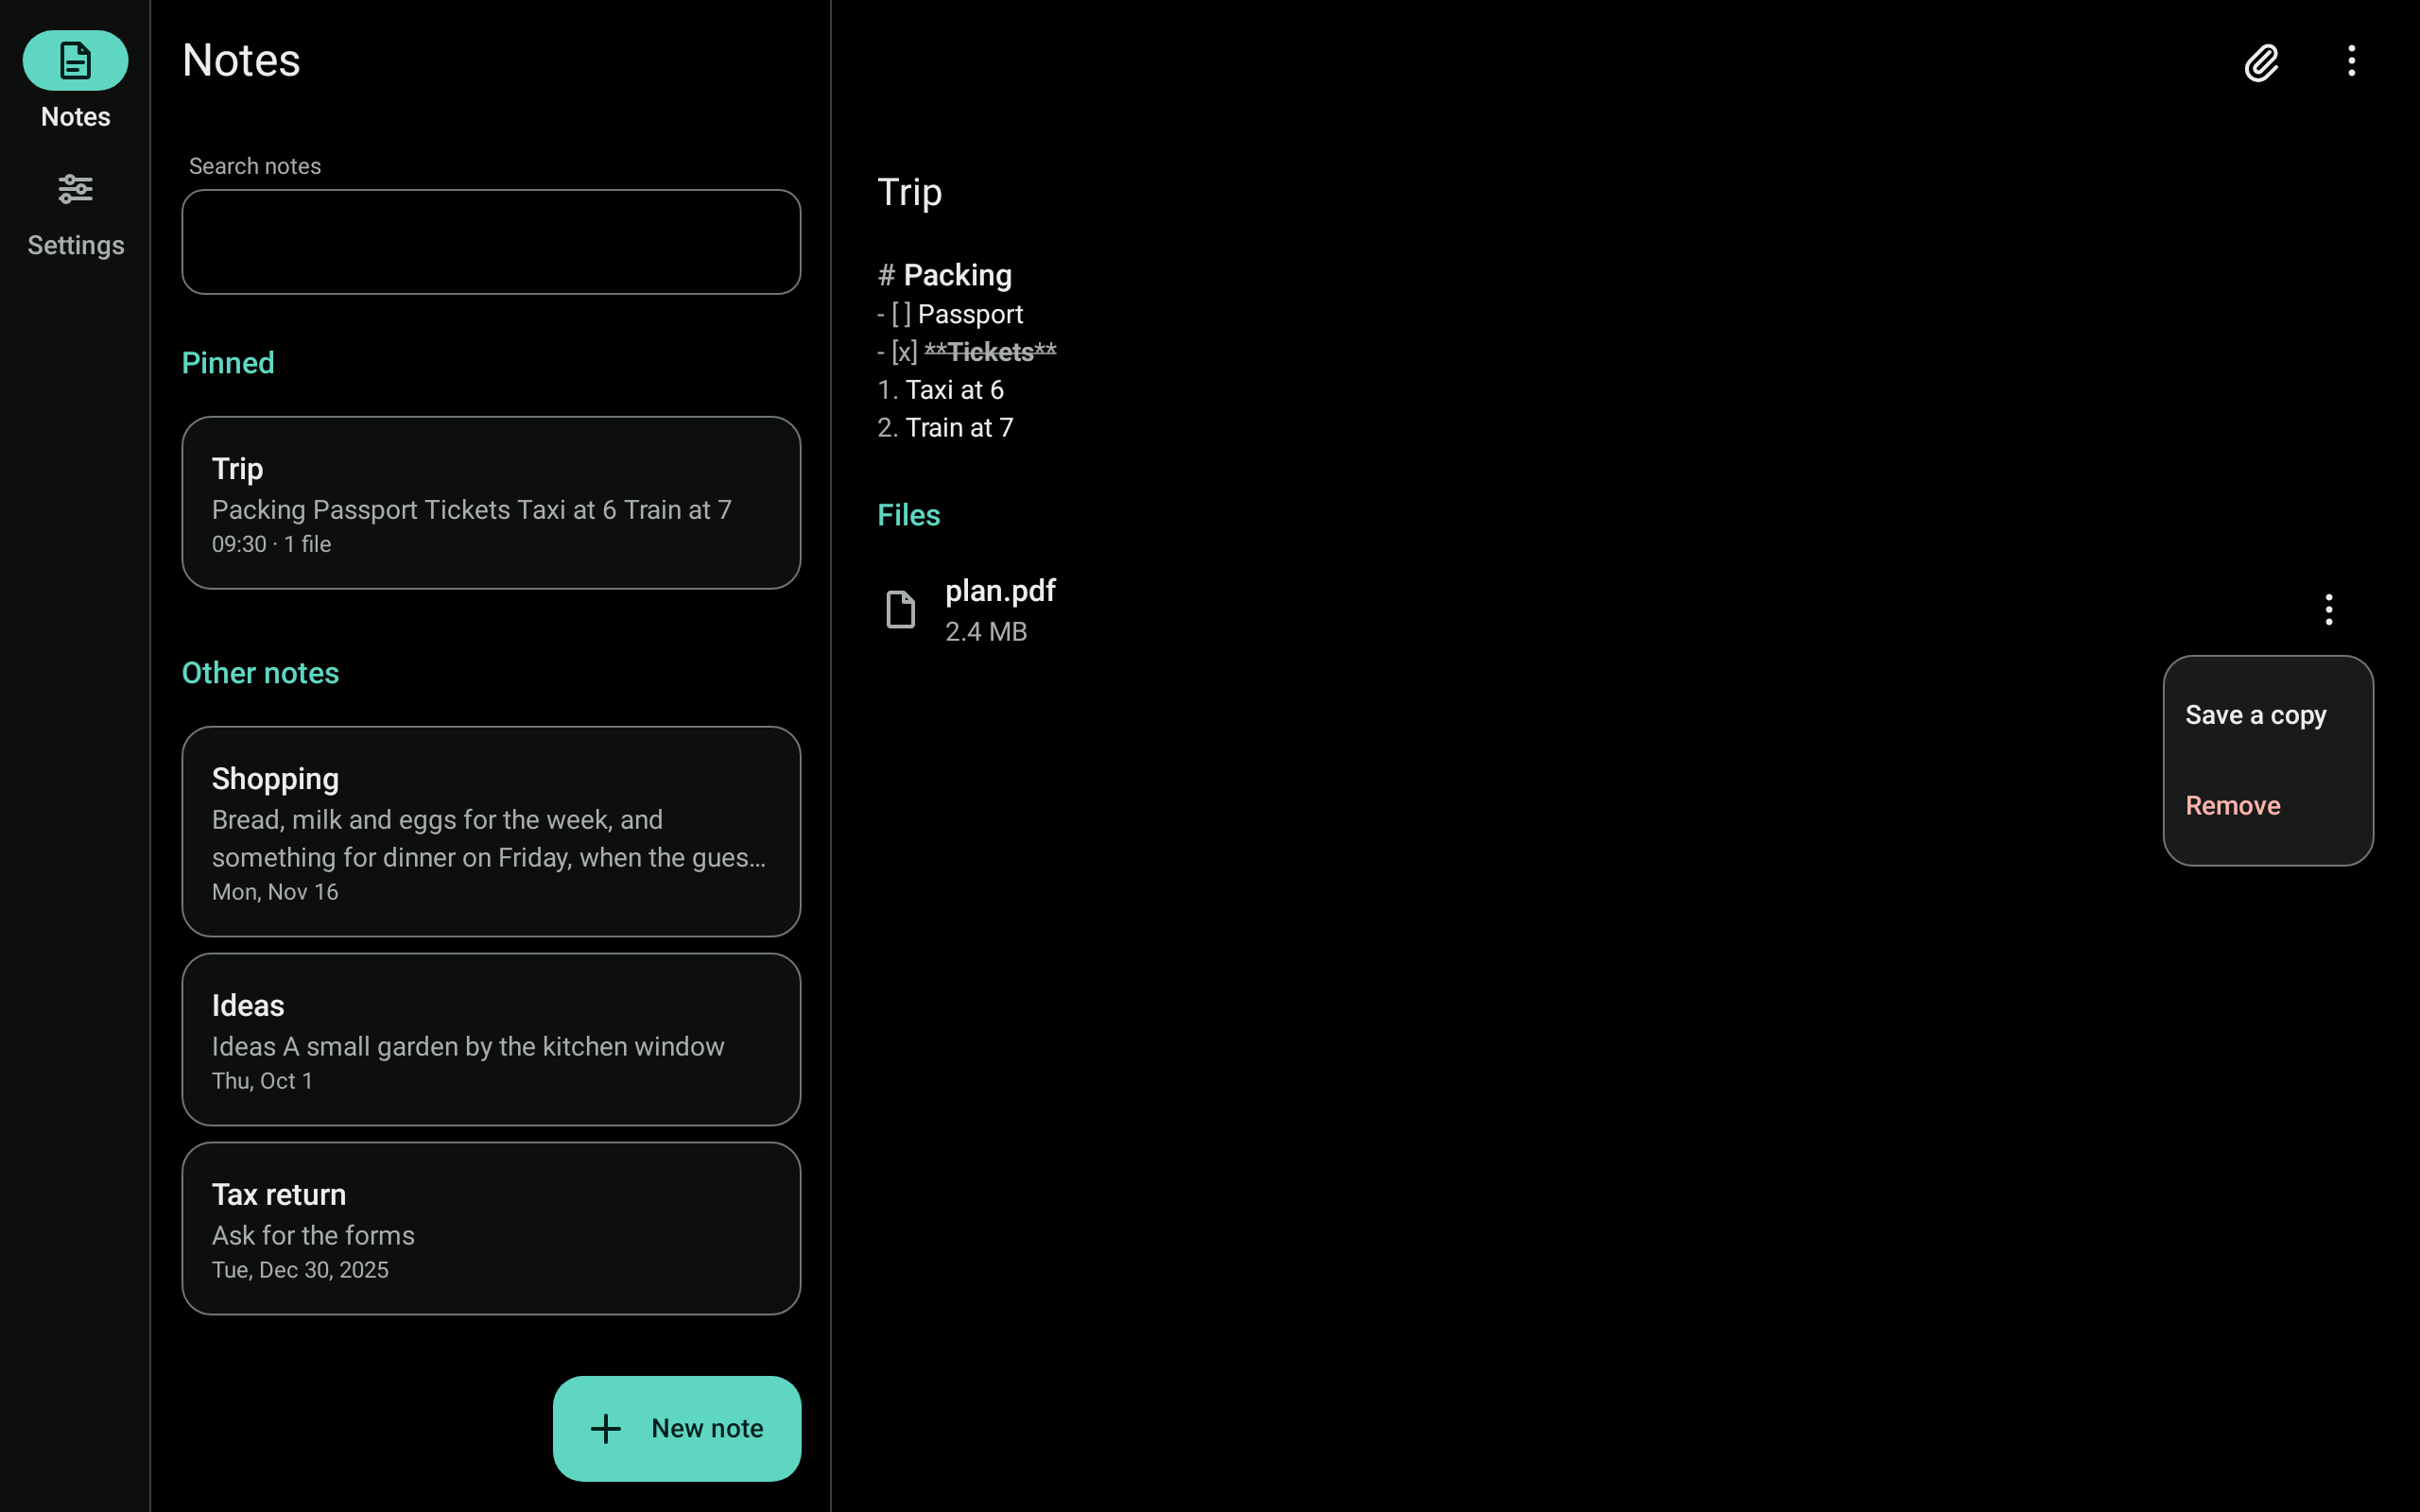 Notes
Settings
Notes
Search notes
Pinned
Trip
Packing Passport Tickets Taxi at 6 Train at 7
09:30 · 1 file
Other notes
Shopping
Bread, milk and eggs for the week, and
something for dinner on Friday, when the gues…
Mon, Nov 16
Ideas
Ideas A small garden by the kitchen window
Thu, Oct 1
Tax return
Ask for the forms
Tue, Dec 30, 2025
New note
Trip
# Packing
- [ ] Passport
- [x] **Tickets**
1. Taxi at 6
2. Train at 7
Files
plan.pdf
2.4 MB
Save a copy
Remove